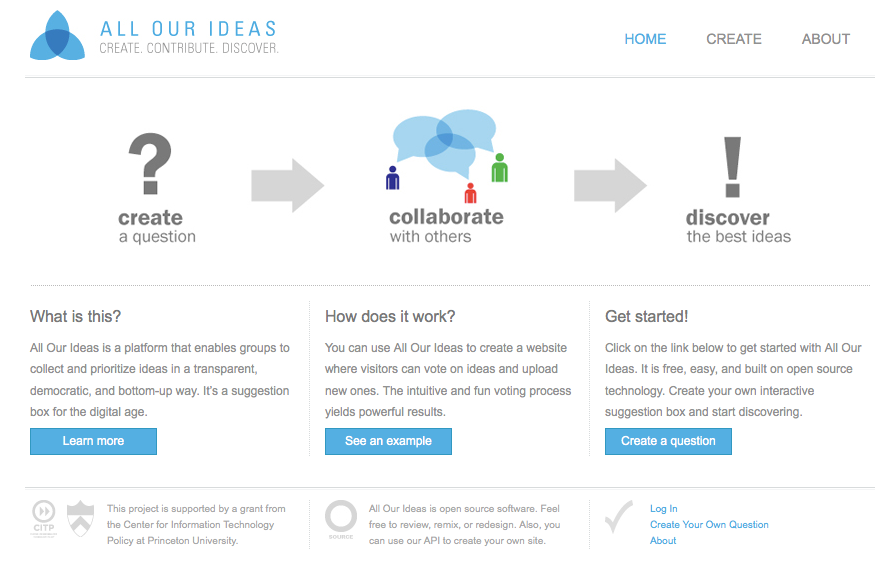 ALL OUR IDEAS
CREATE. CONTRIBUTE. DISCOVER.
HOME CREATE ABOUT
?
create
a question
collaborate
with others
!
discover
the best ideas
What is this?
All Our Ideas is a platform that enables groups to
collect and prioritize ideas in a transparent,
democratic, and bottom-up way. It's a suggestion
box for the digital age.
Learn more
How does it work?
You can use All Our Ideas to create a website
where visitors can vote on ideas and upload
new ones. The intuitive and fun voting process
yields powerful results.
See an example
Get started!
Click on the link below to get started with All Our
Ideas. It is free, easy, and built on open source
technology. Create your own interactive
suggestion box and start discovering.
Create a question
CITP
This project is supported by a grant from
the Center for Information Technology
Policy at Princeton University.
SOURCE
All Our Ideas is open source software. Feel
free to review, remix, or redesign. Also, you
can use our API to create your own site.
Log In
Create Your Own Question
About